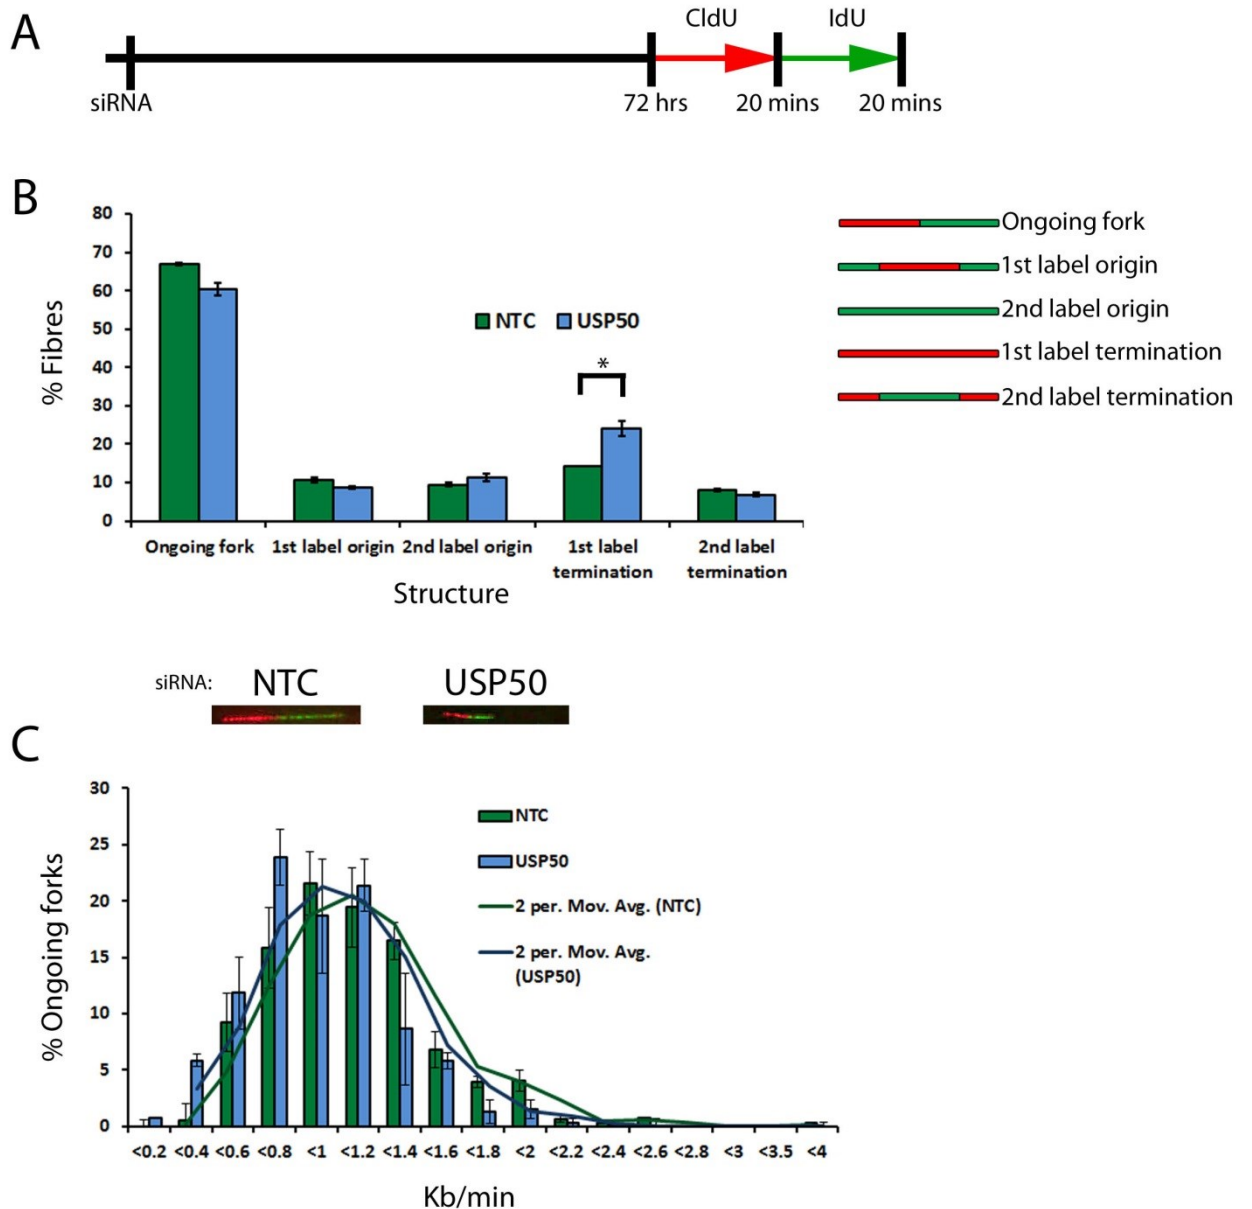 A
CldU
IdU
siRNA
72 hrs
20 mins
20 mins
B
% Fibres
80
70
60
50
40
30
20
10
0
NTC
USP50
*
Ongoing fork
1st label origin
2nd label origin
1st label
termination
2nd label
termination
Structure
Ongoing fork
1st label origin
2nd label origin
1st label termination
2nd label termination
siRNA:
NTC
USP50
C
% Ongoing forks
30
25
20
15
10
5
0
NTC
USP50
2 per. Mov. Avg. (NTC)
2 per. Mov. Avg.
(USP50)
<0.2 <0.4 <0.6 <0.8 <1 <1.2 <1.4 <1.6 <1.8 <2 <2.2 <2.4 <2.6 <2.8 <3 <3.5 <4
Kb/min